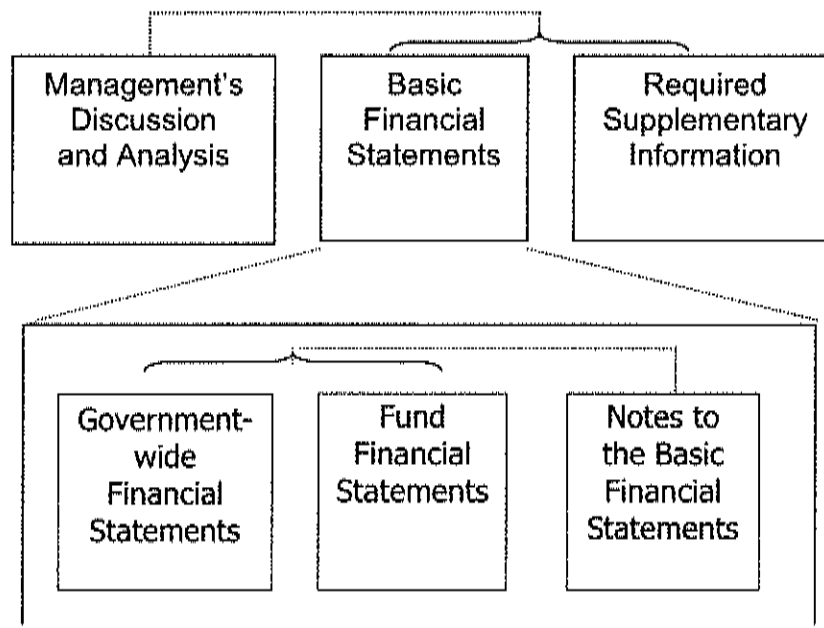 Management's
Discussion
and Analysis
Basic
Financial
Statements
Required
Supplementary
Information
Government-
wide
Financial
Statements
Fund
Financial
Statements
Notes to
the Basic
Financial
Statements